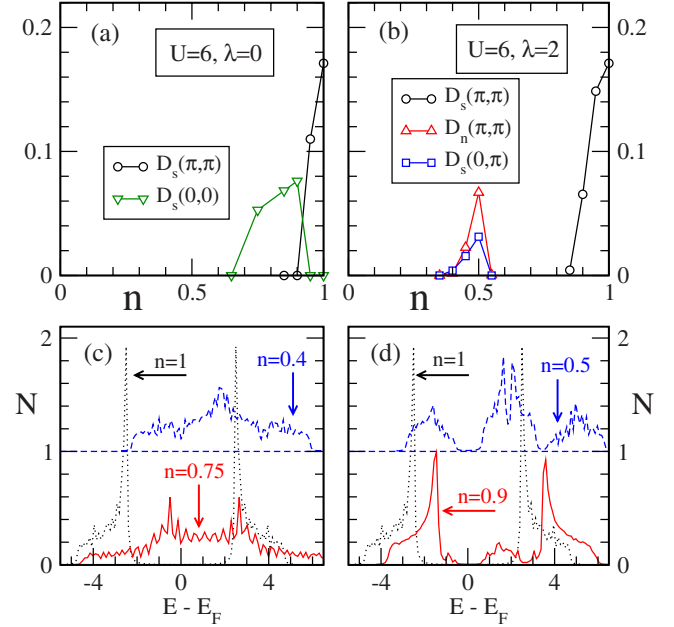 (a)
U=6, λ=0
D_s(π,π)
D_s(0,0)
0.2
0.1
0
0
0.5
1
n
(b)
U=6, λ=2
D_s(π,π)
D_n(π,π)
D_s(0,π)
0.2
0.1
0
0
0.5
1
n
(c)
n=1
n=0.4
n=0.75
N
2
1
0
-4
0
4
E - E_F
(d)
n=1
n=0.5
n=0.9
N
2
1
0
-4
0
4
E - E_F